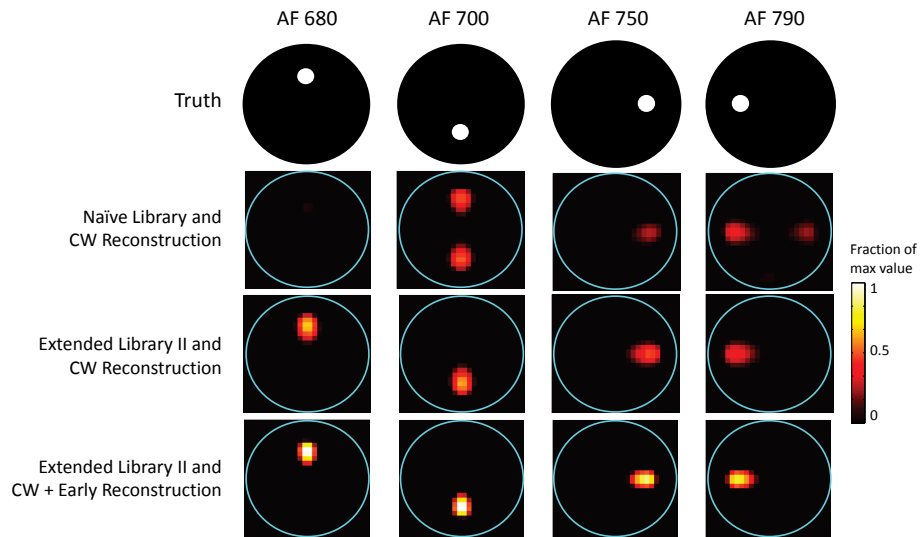 AF 680 AF 700 AF 750 AF 790
Truth
Naïve Library and
CW Reconstruction
Fraction of
max value
1
0.5
0
Extended Library II and
CW Reconstruction
Extended Library II and
CW + Early Reconstruction